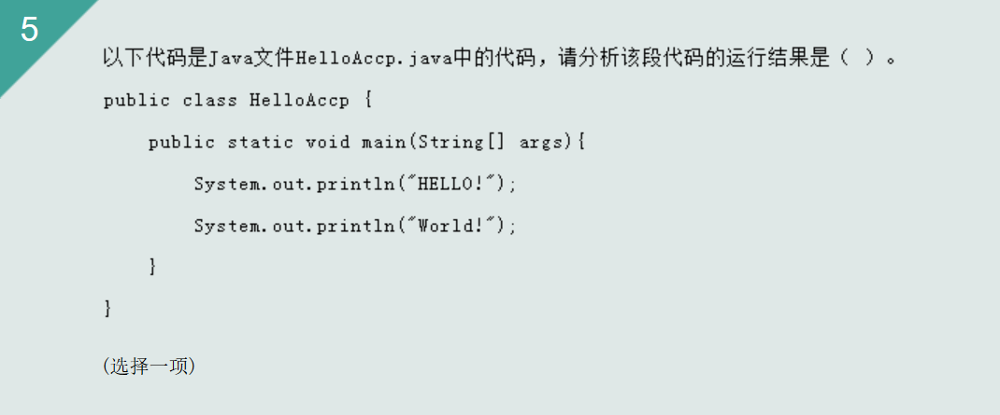 5
以下代码是Java文件HelloAccp.java中的代码，请分析该段代码的运行结果是（ ）。
public class HelloAccp {
public static void main(String[] args){
System.out.println("HELLO!");
System.out.println("World!");
}
}
(选择一项)